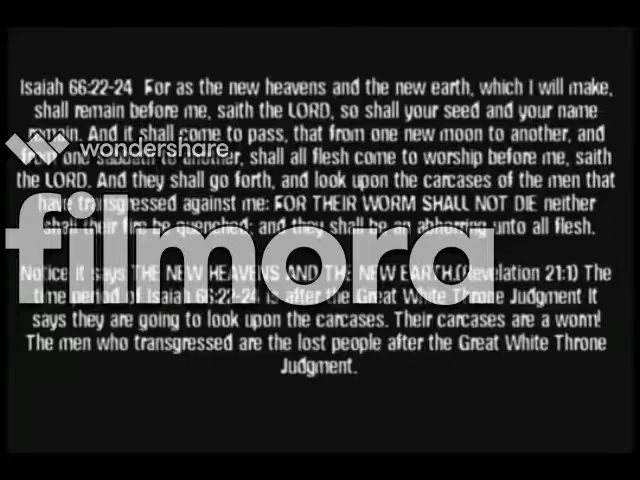 Isaiah 66:22-24 For as the new heavens and the new earth, which I will make,
shall remain before me, saith the LORD, so shall your seed and your name
remain. And it shall come to pass, that from one new moon to another, and
from one sabbath to another, shall all flesh come to worship before me, saith
the LORD. And they shall go forth, and look upon the carcases of the men that
have transgressed against me: FOR THEIR WORM SHALL NOT DIE neither
shall their fire be quenched; and they shall be an abhorring unto all flesh.
wondershare
filmora
Notice it says THE NEW HEAVENS AND THE NEW EARTH.(Revelation 21:1) The
time period of Isaiah 66:22-24 is after the Great White Throne Judgment It
says they are going to look upon the carcases. Their carcases are a worm!
The men who transgressed are the lost people after the Great White Throne
Judgment.